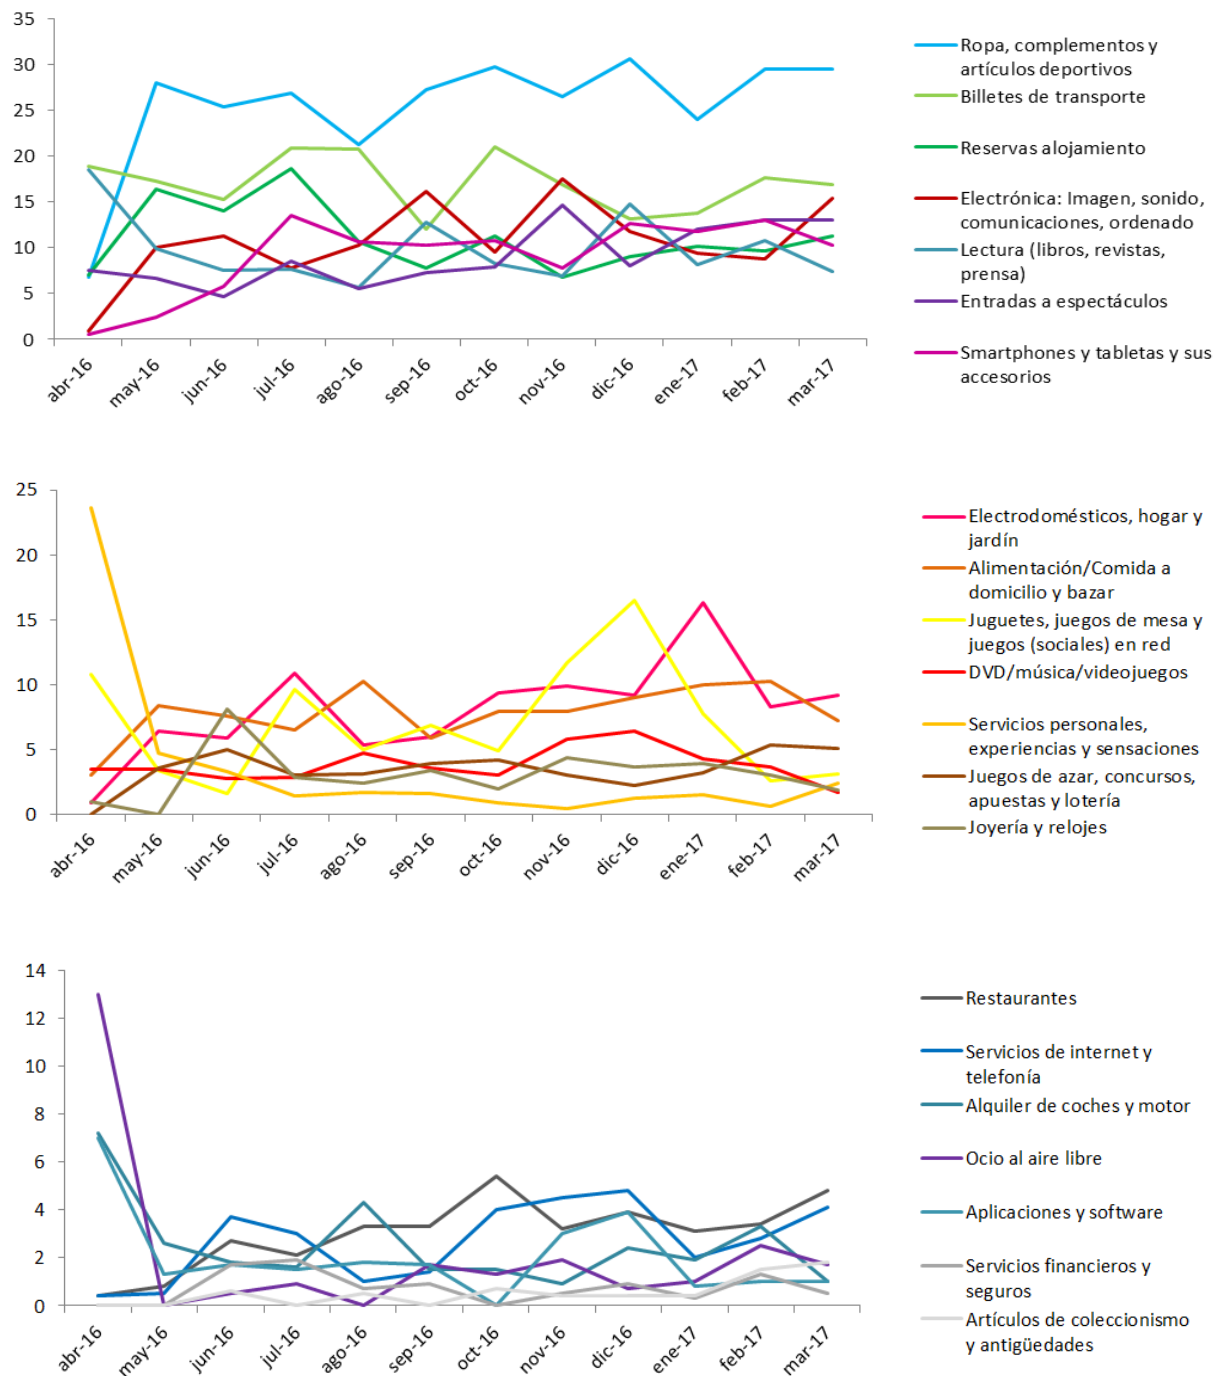 35
30
25
20
15
10
5
0
abr-16
may-16
jun-16
jul-16
ago-16
sep-16
oct-16
nov-16
dic-16
ene-17
feb-17
mar-17
Ropa, complementos y
artículos deportivos
Billetes de transporte
Reservas alojamiento
Electrónica: Imagen, sonido,
comunicaciones, ordenado
Lectura (libros, revistas,
prensa)
Entradas a espectáculos
Smartphones y tabletas y sus
accesorios
25
20
15
10
5
0
abr-16
may-16
jun-16
jul-16
ago-16
sep-16
oct-16
nov-16
dic-16
ene-17
feb-17
mar-17
Electrodomésticos, hogar y
jardín
Alimentación/Comida a
domicilio y bazar
Juguetes, juegos de mesa y
juegos (sociales) en red
DVD/música/videojuegos
Servicios personales,
experiencias y sensaciones
Juegos de azar, concursos,
apuestas y lotería
Joyería y relojes
14
12
10
8
6
4
2
0
abr-16
may-16
jun-16
jul-16
ago-16
sep-16
oct-16
nov-16
dic-16
ene-17
feb-17
mar-17
Restaurantes
Servicios de internet y
telefonía
Alquiler de coches y motor
Ocio al aire libre
Aplicaciones y software
Servicios financieros y
seguros
Artículos de coleccionismo
y antigüedades